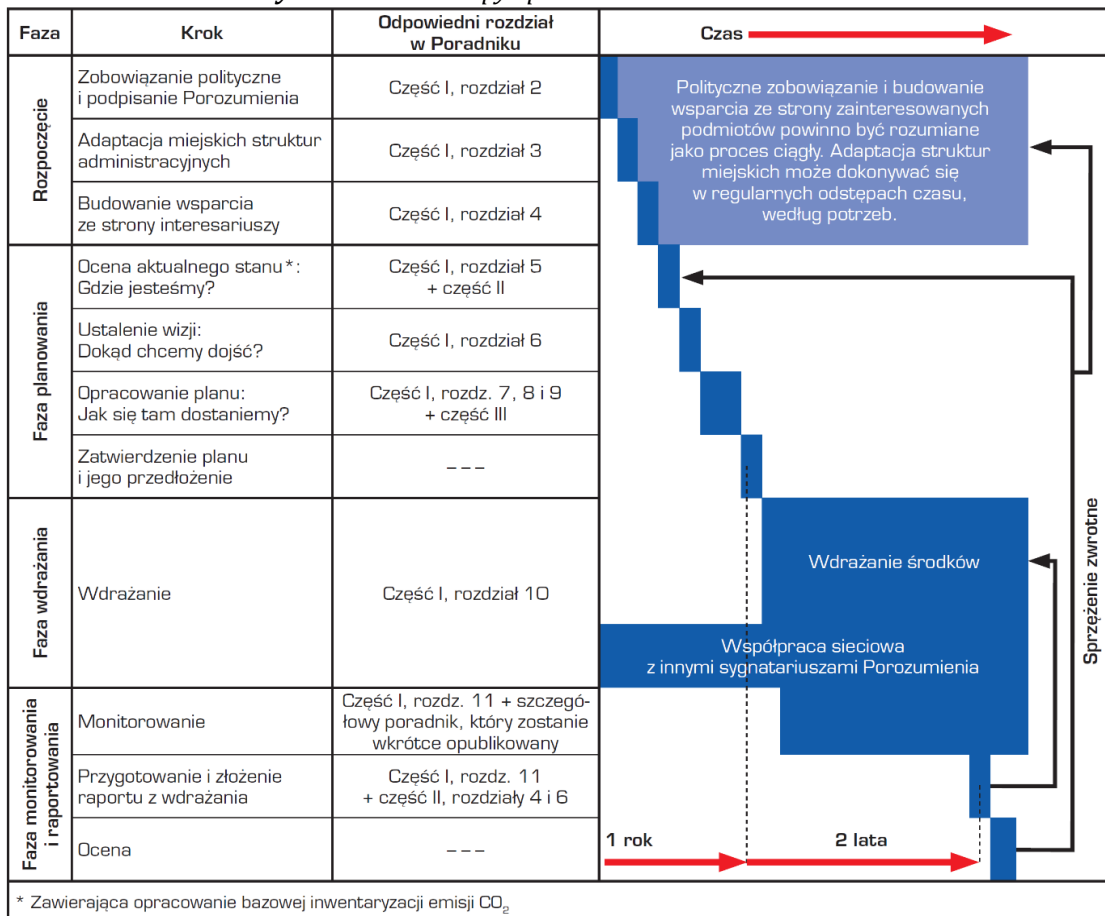 Faza
Krok
Odpowiedni rozdział
w Poradniku
Czas
Rozpoczęcie
Zobowiązanie polityczne
i podpisanie Porozumienia
Część I, rozdział 2
Adaptacja miejskich struktur
administracyjnych
Część I, rozdział 3
Budowanie wsparcia
ze strony interesariuszy
Część I, rozdział 4
Polityczne zobowiązanie i budowanie
wsparcia ze strony zainteresowanych
podmiotów powinno być rozumiane
jako proces ciągły. Adaptacja struktur
miejskich może dokonywać się
w regularnych odstępach czasu,
według potrzeb.
Faza planowania
Ocena aktualnego stanu*:
Gdzie jesteśmy?
Część I, rozdział 5
+ część II
Ustalenie wizji:
Dokąd chcemy dojść?
Część I, rozdział 6
Opracowanie planu:
Jak się tam dostaniemy?
Część I, rozdz. 7, 8 i 9
+ część III
Zatwierdzenie planu
i jego przedłożenie
– – –
Faza wdrażania
Wdrażanie
Część I, rozdział 10
Wdrażanie środków
Współpraca sieciowa
z innymi sygnatariuszami Porozumienia
Sprzężenie zwrotne
Faza monitorowania
i raportowania
Monitorowanie
Część I, rozdz. 11 + szczegó-
łowy poradnik, który zostanie
wkrótce opublikowany
Przygotowanie i złożenie
raportu z wdrażania
Część I, rozdz. 11
+ część II, rozdziały 4 i 6
Ocena
– – –
1 rok
2 lata
* Zawierająca opracowanie bazowej inwentaryzacji emisji CO₂